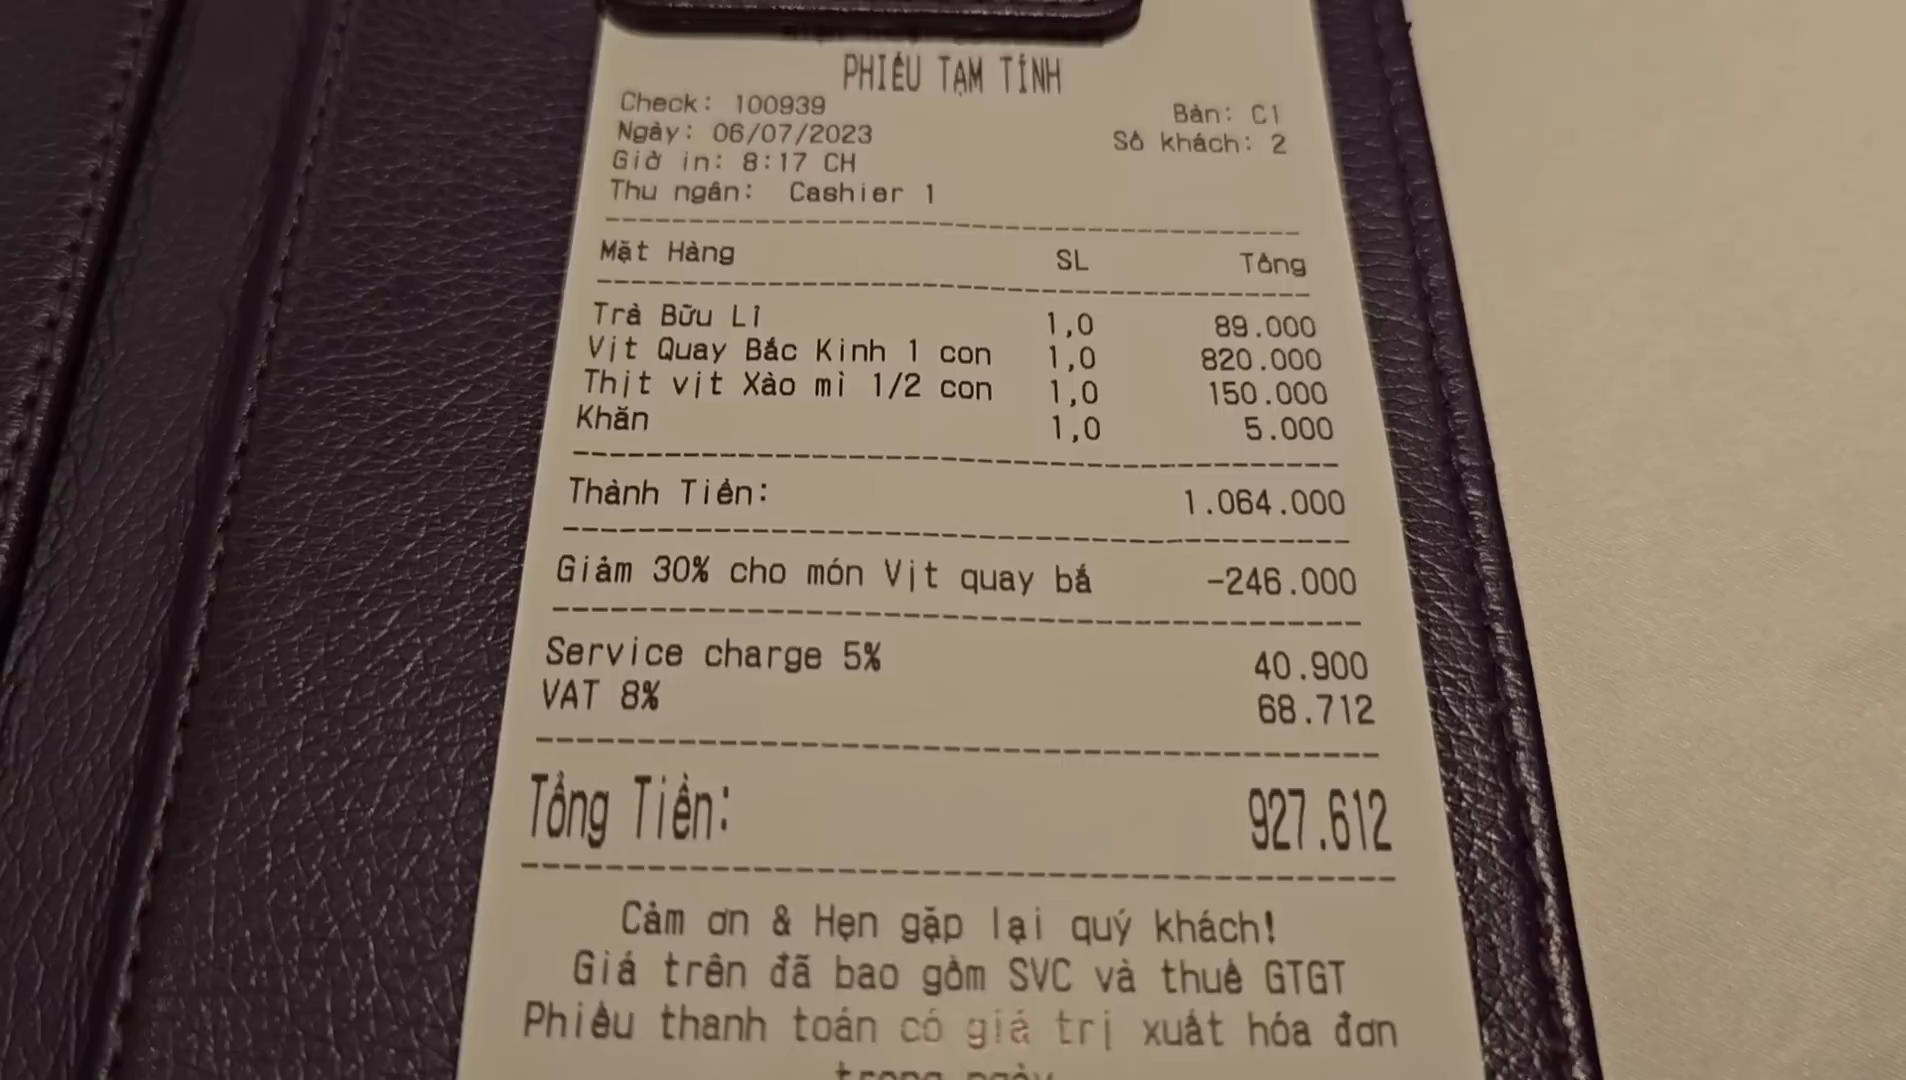 PHIẾU TẠM TÍNH
Check: 100939 Bàn: C1
Ngày: 06/07/2023 Số khách: 2
Giờ in: 8:17 CH
Thu ngân: Cashier 1
Mặt Hàng SL Tổng
Trà Bữu Lì 1,0 89.000
Vịt Quay Bắc Kinh 1 con 1,0 820.000
Thịt vịt Xào mì 1/2 con 1,0 150.000
Khăn 1,0 5.000
Thành Tiền: 1.064.000
Giảm 30% cho món Vịt quay bắ -246.000
Service charge 5% 40.900
VAT 8% 68.712
Tổng Tiền: 927.612
Cảm ơn & Hẹn gặp lại quý khách!
Giá trên đã bao gồm SVC và thuế GTGT
Phiếu thanh toán có giá trị xuất hóa đơn
trong ngày